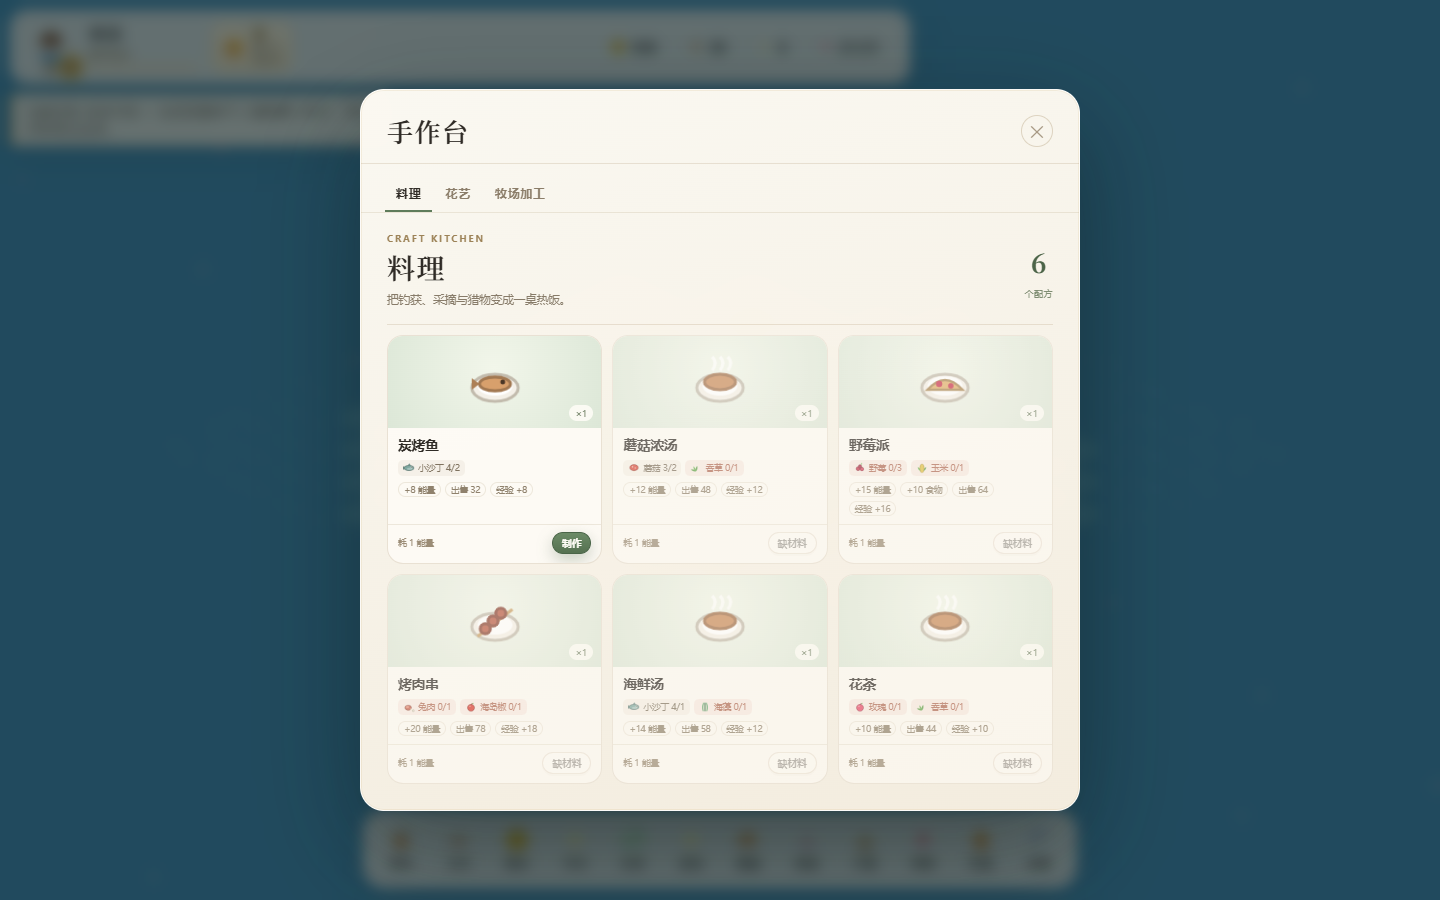 手作台
料理
花艺
牧场加工
CRAFT KITCHEN
料理
把钓获、采摘与猎物变成一桌热饭。
6
个配方
×1
炭烤鱼
小沙丁 4/2
+8 能量
出售 32
经验 +8
耗 1 能量
制作
×1
蘑菇浓汤
蘑菇 3/2
香草 0/1
+12 能量
出售 48
经验 +12
耗 1 能量
缺材料
×1
野莓派
野莓 0/3
玉米 0/1
+15 能量
+10 食物
出售 64
经验 +16
耗 1 能量
缺材料
×1
烤肉串
兔肉 0/1
海岛椒 0/1
+20 能量
出售 78
经验 +18
耗 1 能量
缺材料
×1
海鲜汤
小沙丁 4/1
海藻 0/1
+14 能量
出售 58
经验 +12
耗 1 能量
缺材料
×1
花茶
玫瑰 0/1
香草 0/1
+10 能量
出售 44
经验 +10
耗 1 能量
缺材料